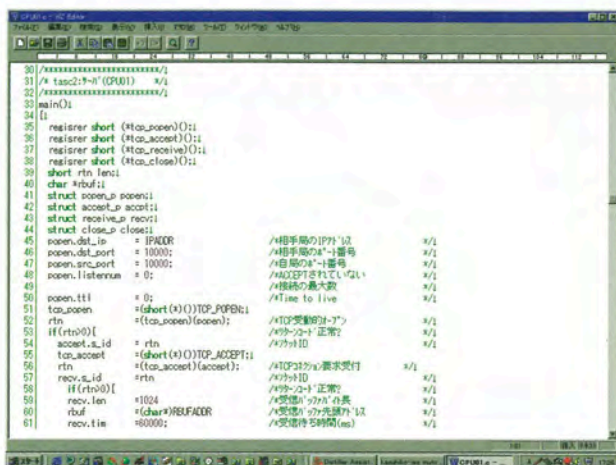 CPU01.c - WZ Editor
30 /**************************/↓
31 /* tasc2:ｻｰﾊﾞ(CPU01) */↓
32 /**************************/↓
33 main()↓
34 {↓
35 regisrer short (*tcp_popen)();↓
36 regisrer short (*tcp_accept)();↓
37 regisrer short (*tcp_receive)();↓
38 regisrer short (*tcp_close)();↓
39 short rtn len;↓
40 char *rbuf;↓
41 struct popen_p popen;↓
42 struct accept_p accpt;↓
43 struct receive_p recv;↓
44 struct close_p close;↓
45 popen.dst_ip = IPADDR /*相手局のIPｱﾄﾞﾚｽ */↓
46 popen.dst_port = 10000; /*相手局のﾎﾟｰﾄ番号 */↓
47 popen.src_port = 10000; /*自局のﾎﾟｰﾄ番号 */↓
48 popen.listennum = 0; /*ACCEPTされていない */↓
49 /*接続の最大数 */↓
50 popen.ttl = 0; /*Time to live */↓
51 tcp_popen =(short(*)())TCP_POPEN;↓
52 rtn =(tcp_popen)(popen); /*TCP受動的ｵｰﾌﾟﾝ */↓
53 if(rtn>0){ /*ﾘﾀｰﾝｺｰﾄﾞ正常? */↓
54 accept.s_id = rtn /*ｿｹｯﾄID */↓
55 tcp_accept =(short(*)())TCP_ACCEPT;↓
56 rtn =(tcp_accept)(accept); /*TCPｺﾈｸｼｮﾝ要求受付 */↓
57 recv.s_id =rtn /*ｿｹｯﾄID */↓
58 if(rtn>0){ /*ﾘﾀｰﾝｺｰﾄﾞ正常? */↓
59 recv.len =1024 /*受信ﾊﾞｯﾌｧﾊﾞｲﾄ長 */↓
60 rbuf =(char*)RBUFADDR /*受信ﾊﾞｯﾌｧ先頭ｱﾄﾞﾚｽ */↓
61 recv.tim =60000; /*受信待ち時間(ms) */↓
ｽﾀｰﾄ